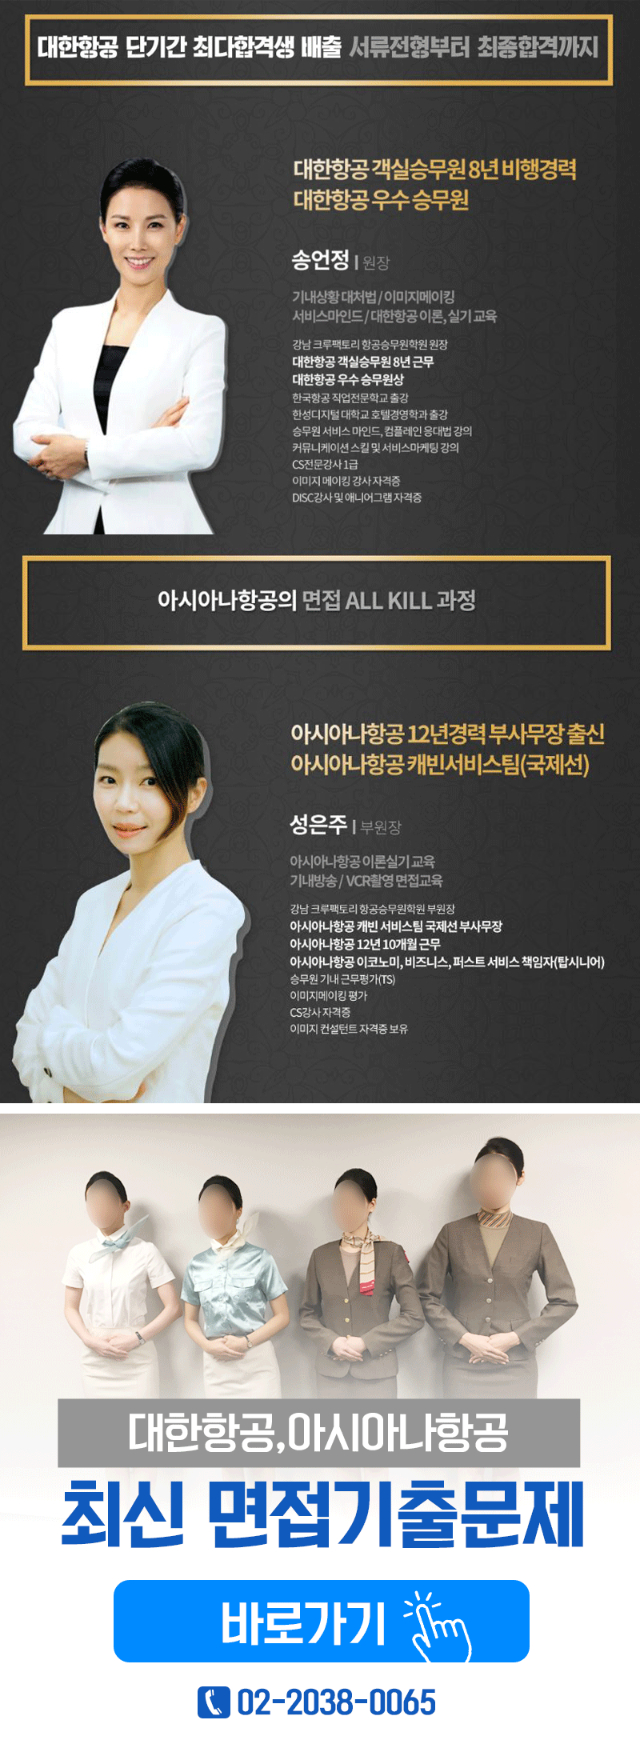 대한항공 단기간 최다합격생 배출 서류전형부터 최종합격까지
대한항공 객실승무원 8년 비행경력
대한항공 우수 승무원
송언정 | 원장
기내상황 대처법 / 이미지메이킹
서비스마인드 / 대한항공 이론, 실기 교육
강남 크루팩토리 항공승무원학원 원장
대한항공 객실승무원 8년 근무
대한항공 우수 승무원상
한국항공 직업전문학교 출강
한성디지털 대학교 호텔경영학과 출강
승무원 서비스 마인드, 컴플레인 응대법 강의
커뮤니케이션 스킬 및 서비스마케팅 강의
CS전문강사 1급
이미지 메이킹 강사 자격증
DISC강사 및 애니어그램 자격증
아시아나항공의 면접 ALL KILL 과정
아시아나항공 12년경력 부사무장 출신
아시아나항공 캐빈서비스팀(국제선)
성은주 | 부원장
아시아나항공 이론실기 교육
기내방송 / VCR촬영 면접교육
강남 크루팩토리 항공승무원학원 부원장
아시아나항공 캐빈 서비스팀 국제선 부사무장
아시아나항공 12년 10개월 근무
아시아나항공 이코노미, 비즈니스, 퍼스트 서비스 책임자(탑시니어)
승무원 기내 근무평가(TS)
이미지메이킹 평가
CS강사 자격증
이미지 컨설턴트 자격증 보유
대한항공,아시아나항공
최신 면접기출문제
바로가기
02-2038-0065